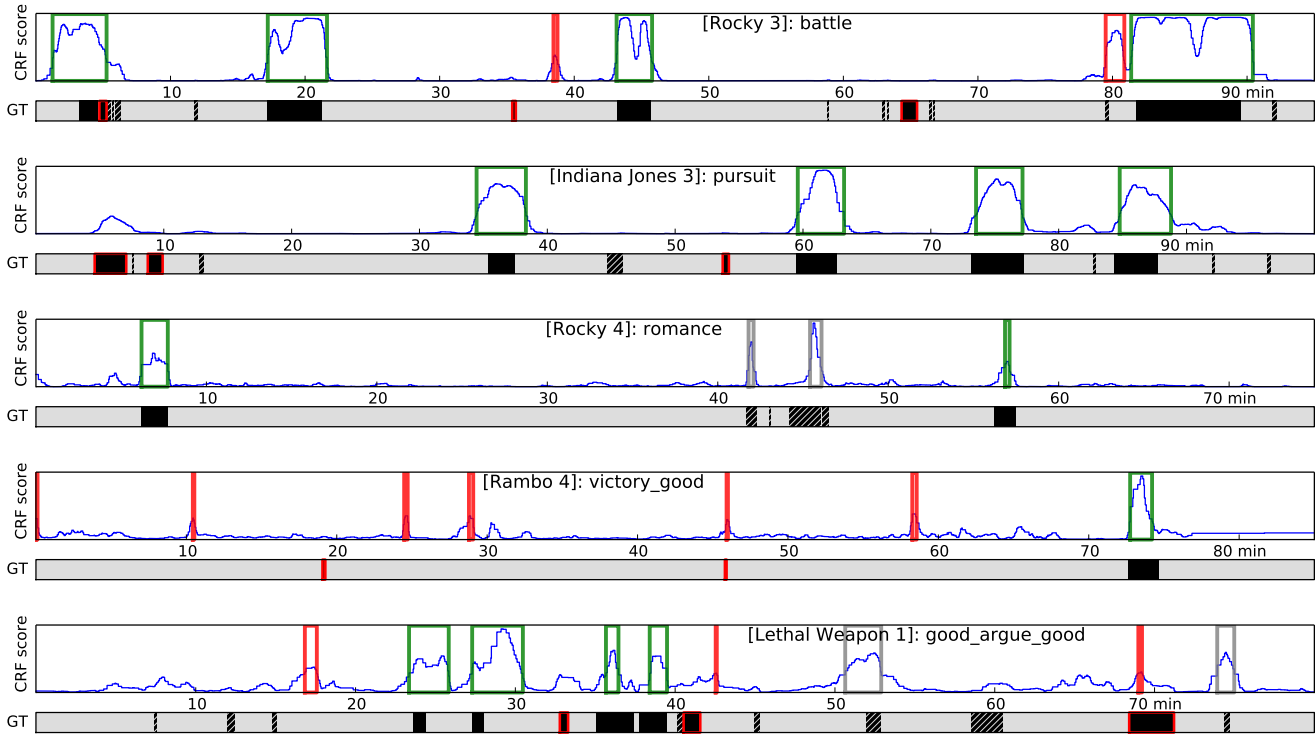 [Rocky 3]: battle
CRF score
10 20 30 40 50 60 70 80 90 min
GT
[Indiana Jones 3]: pursuit
CRF score
10 20 30 40 50 60 70 80 90 min
GT
[Rocky 4]: romance
CRF score
10 20 30 40 50 60 70 min
GT
[Rambo 4]: victory_good
CRF score
10 20 30 40 50 60 70 80 min
GT
[Lethal Weapon 1]: good_argue_good
CRF score
10 20 30 40 50 60 70 min
GT